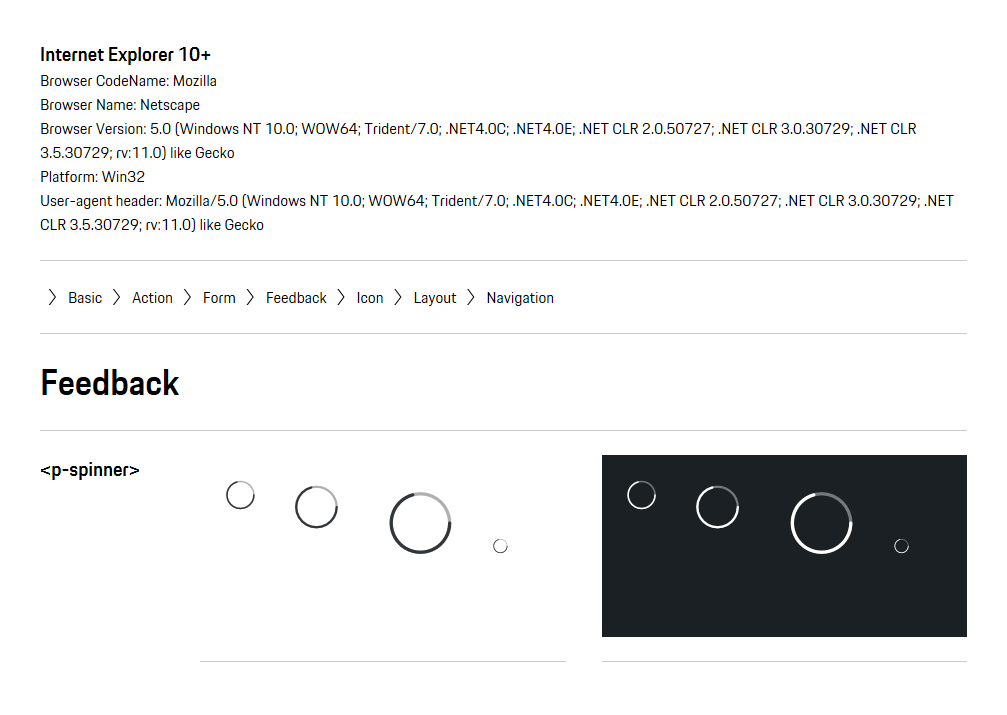 Internet Explorer 10+
Browser CodeName: Mozilla
Browser Name: Netscape
Browser Version: 5.0 (Windows NT 10.0; WOW64; Trident/7.0; .NET4.0C; .NET4.0E; .NET CLR 2.0.50727; .NET CLR 3.0.30729; .NET CLR
3.5.30729; rv:11.0) like Gecko
Platform: Win32
User-agent header: Mozilla/5.0 (Windows NT 10.0; WOW64; Trident/7.0; .NET4.0C; .NET4.0E; .NET CLR 2.0.50727; .NET CLR 3.0.30729; .NET
CLR 3.5.30729; rv:11.0) like Gecko
Basic Action Form Feedback Icon Layout Navigation
Feedback
<p-spinner>